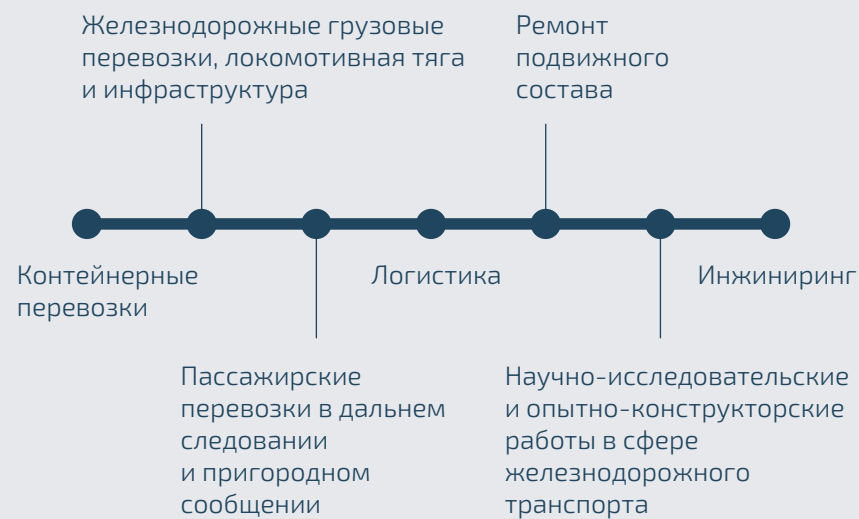 Железнодорожные грузовые
перевозки, локомотивная тяга
и инфраструктура
Ремонт
подвижного
состава
Контейнерные
перевозки
Логистика
Инжиниринг
Пассажирские
перевозки в дальнем
следовании
и пригородном
сообщении
Научно-исследовательские
и опытно-конструкторские
работы в сфере
железнодорожного
транспорта